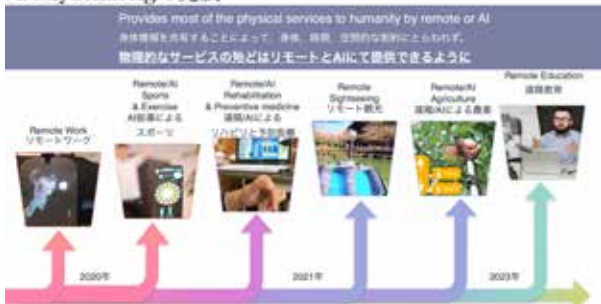 Provides most of the physical services to humanity by remote or AI
身体情報を共有することによって、身体、時間、空間的な制約にとらわれず、
物理的なサービスの殆どはリモートとAIにて提供できるように
Remote Work
リモートワーク
Remote/AI
Sports
& Exercise
AI指導による
スポーツ
Remote/AI
Rehabilitation
& Preventive medicine
遠隔/AIによる
リハビリと予防医療
Remote
Sightseeing
リモート観光
Remote/AI
Agriculture
遠隔/AIによる農業
Remote Education
遠隔教育
2020年
2021年
2023年